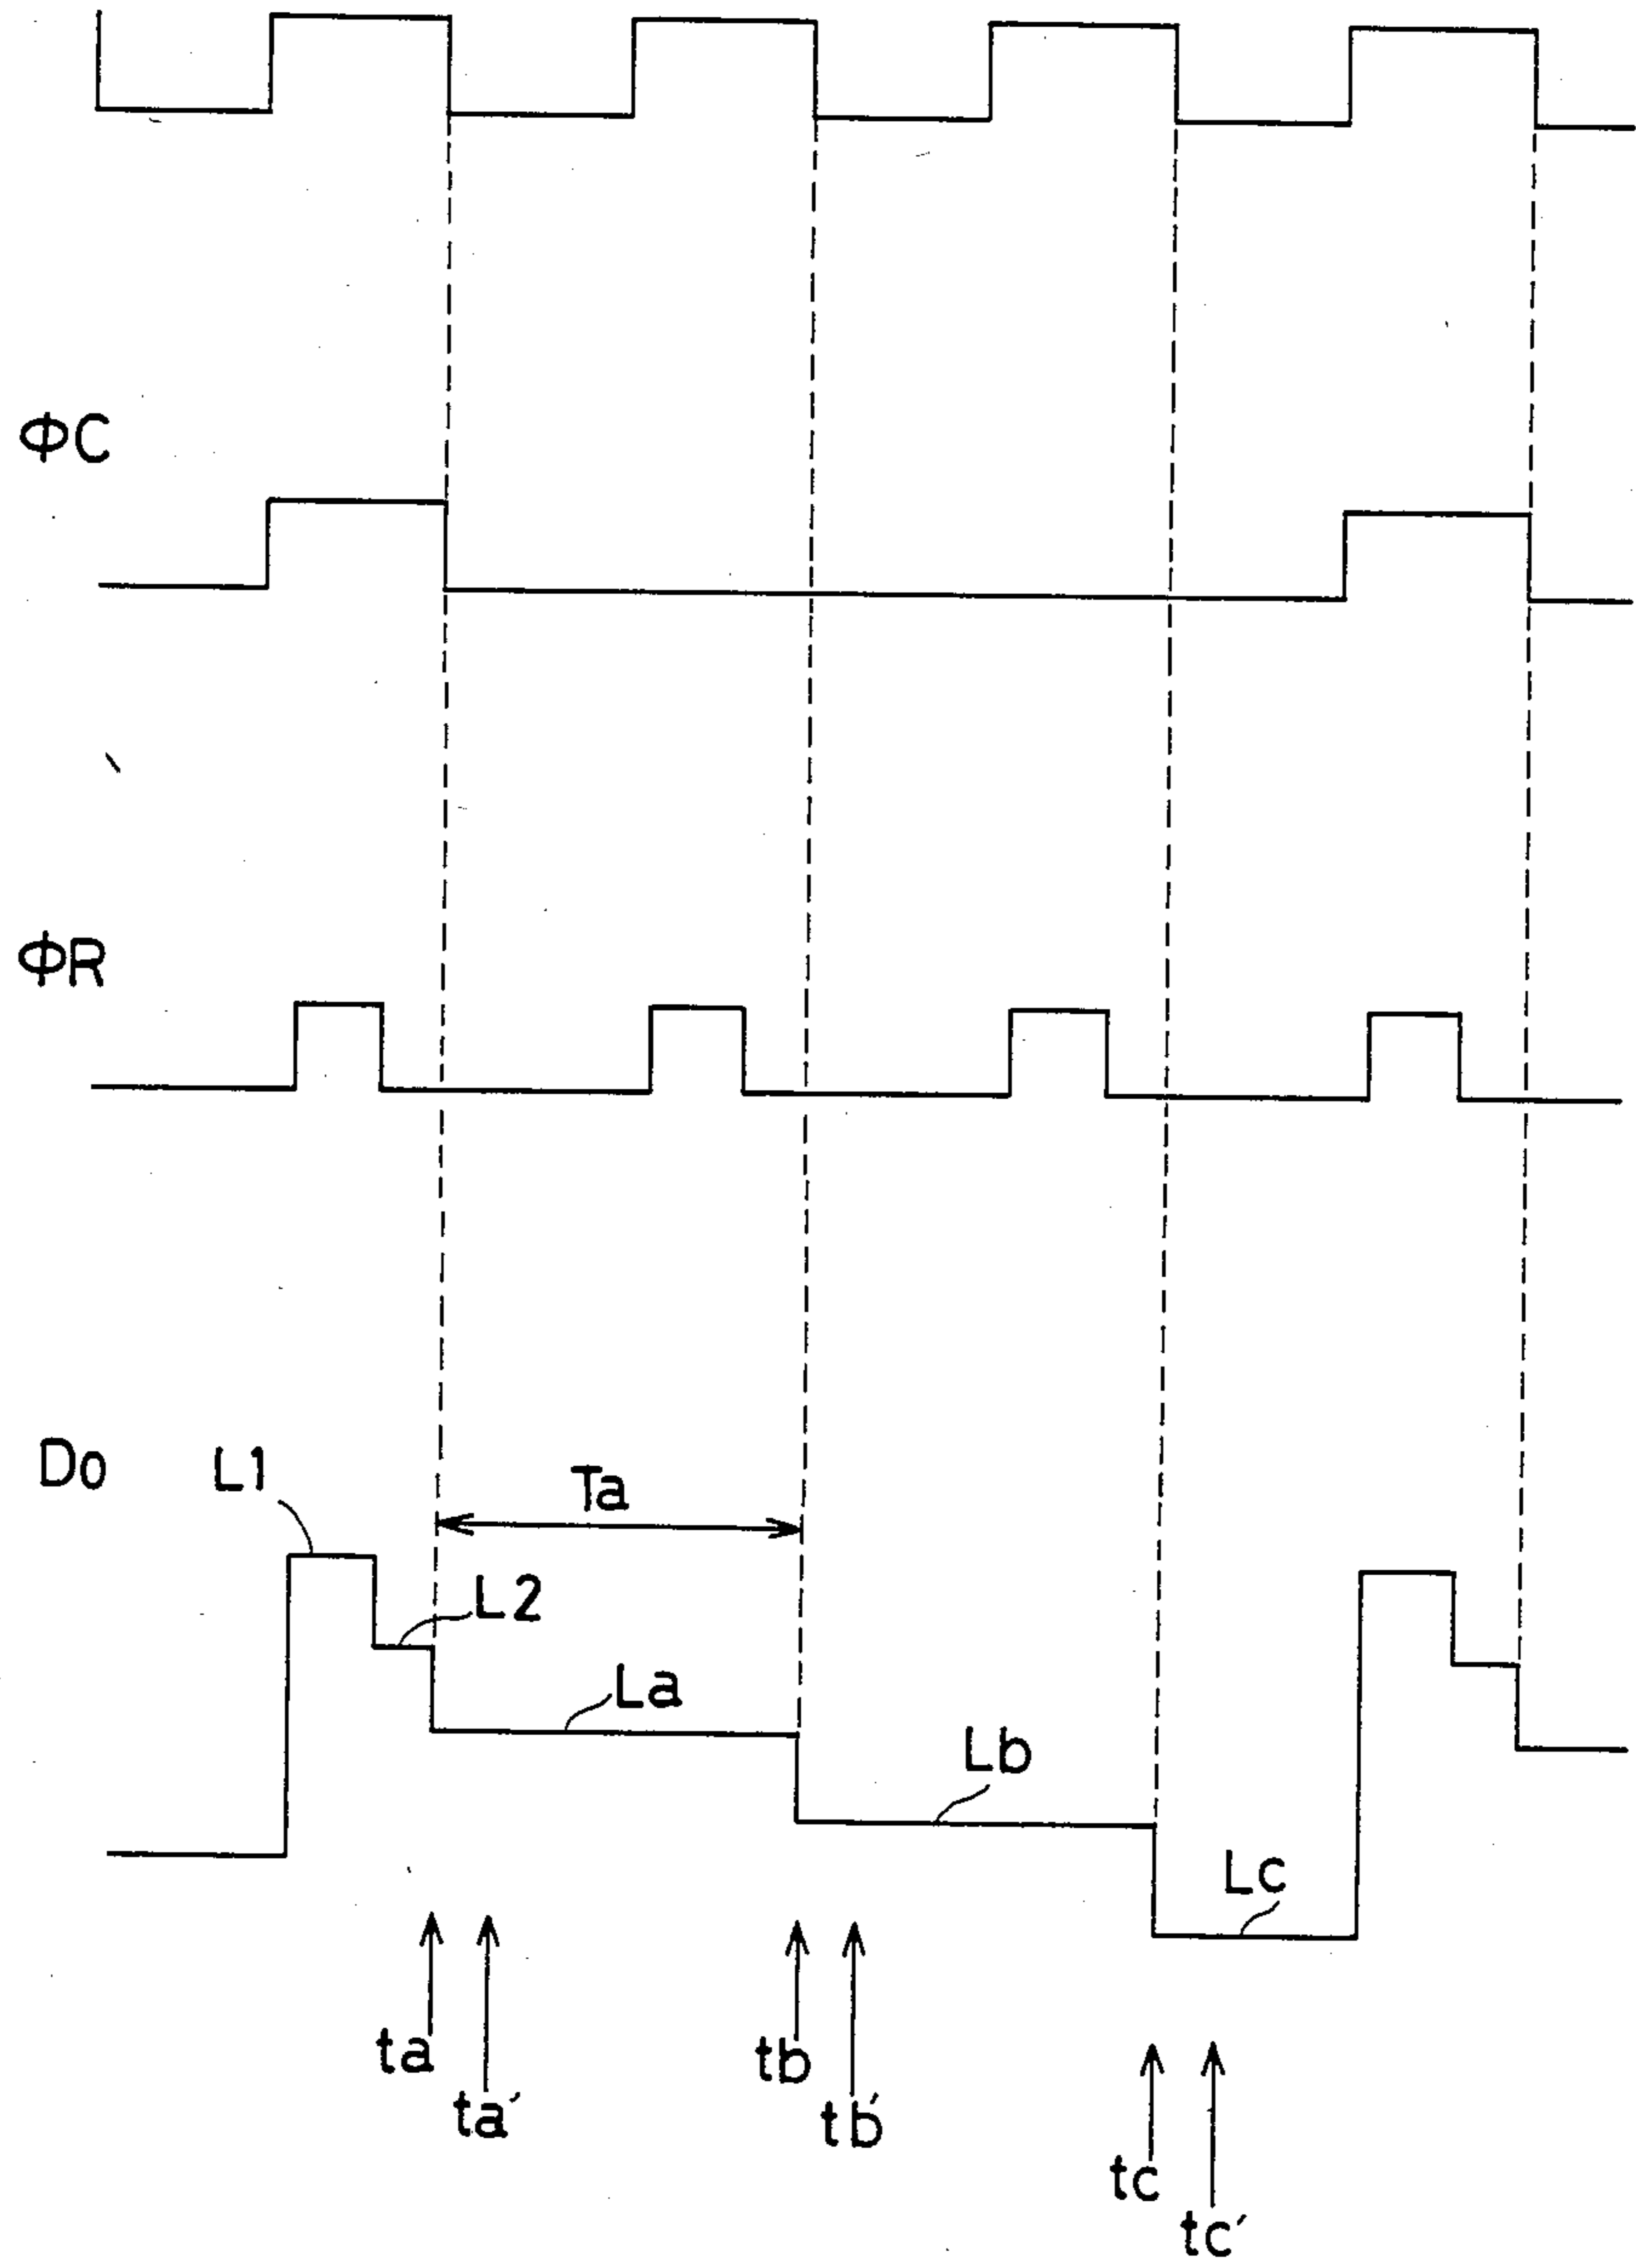 ΦC
ΦR
Do
L1
Ta
L2
La
Lb
Lc
ta
ta'
tb
tb'
tc
tc'